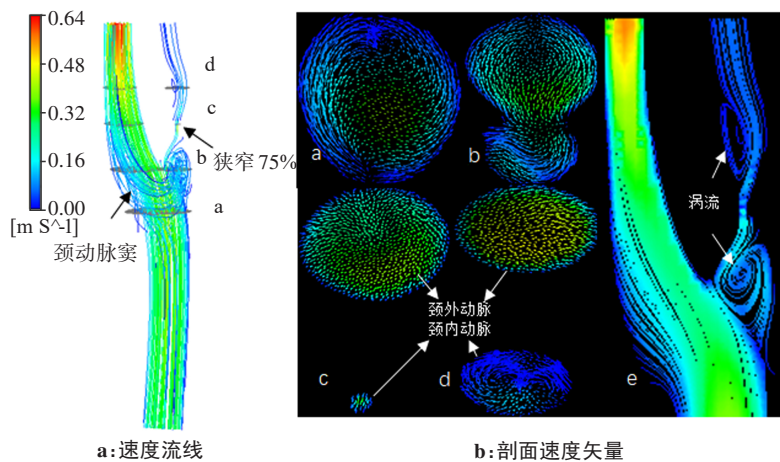 0.64
0.48
0.32
0.16
0.00
[m S^-1]
d
c
狭窄 75%
b
a
颈动脉窦
a
b
颈外动脉
颈内动脉
c
d
涡流
e
a:速度流线
b:剖面速度矢量